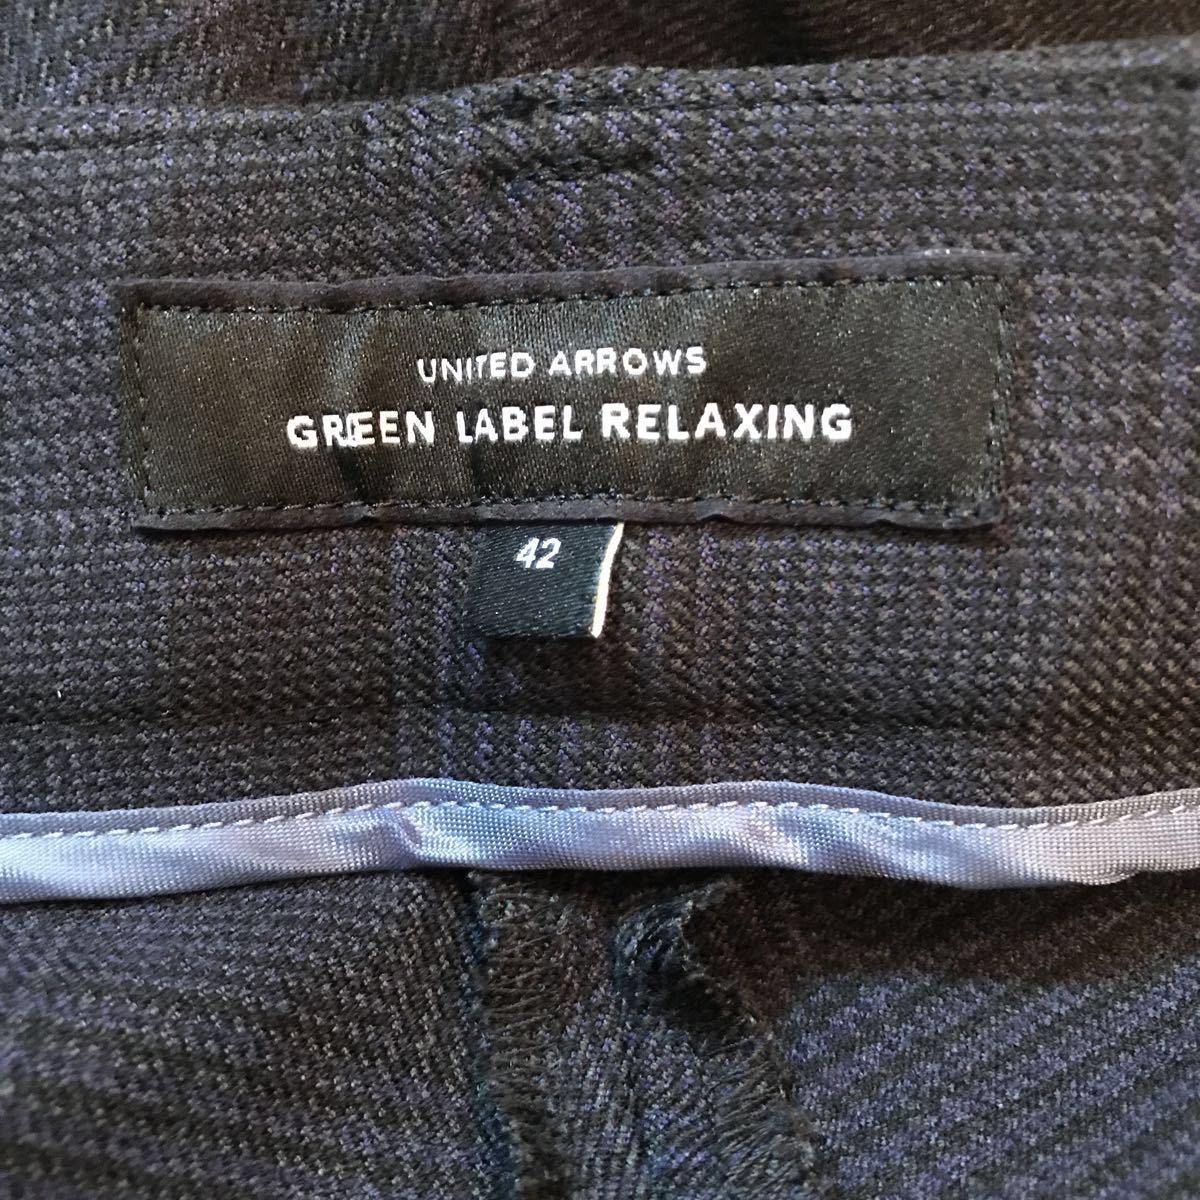 UNITED ARROWS
GREEN LABEL RELAXING
42